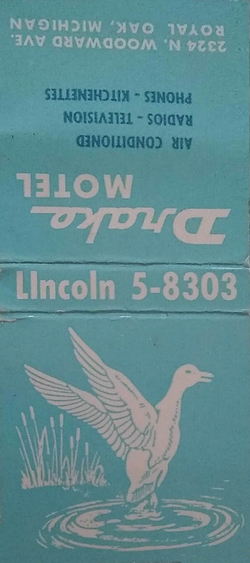 Drake
MOTEL
AIR CONDITIONED
RADIOS - TELEVISION
PHONES - KITCHENETTES
2324 N. WOODWARD AVE.
ROYAL OAK, MICHIGAN
LIncoln 5-8303